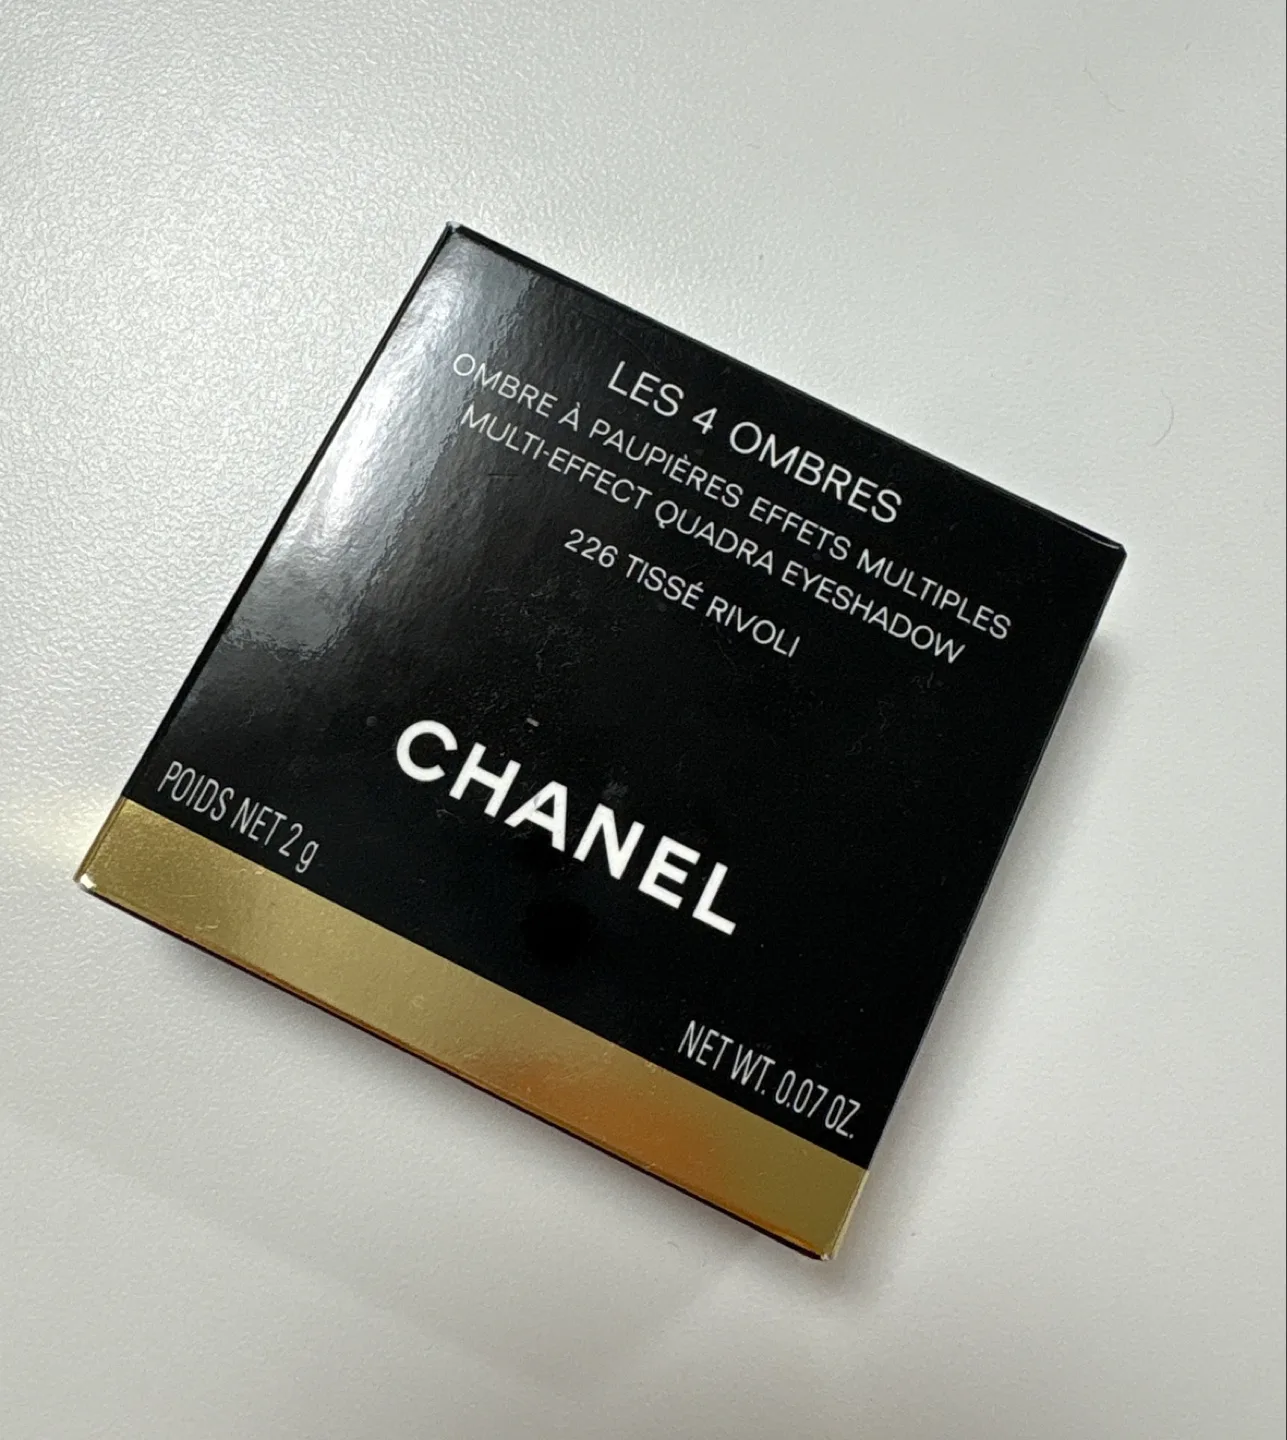 LES 4 OMBRES
OMBRE À PAUPIÈRES EFFETS MULTIPLES
MULTI-EFFECT QUADRA EYESHADOW
226 TISSÉ RIVOLI
CHANEL
POIDS NET 2 g
NET WT. 0.07 OZ.